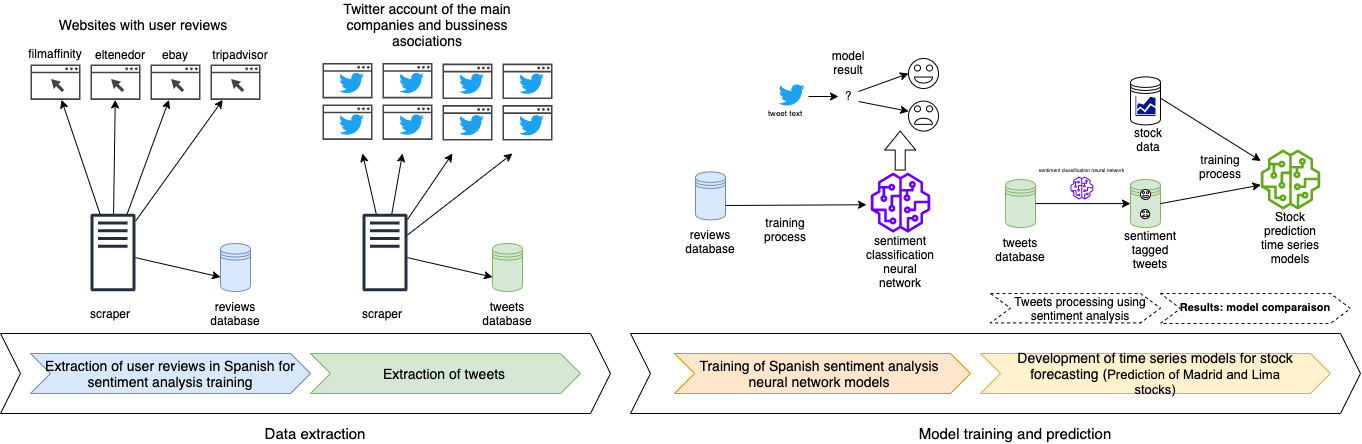 Websites with user reviews
filmaffinity
eltenedor
ebay
tripadvisor
scraper
reviews
database
Twitter account of the main
companies and bussiness
asociations
scraper
tweets
database
Extraction of user reviews in Spanish for
sentiment analysis training
Extraction of tweets
Data extraction
model
result
tweet text
?
reviews
database
training
process
sentiment
classification
neural
network
stock
data
training
process
sentiment classification neural network
tweets
database
sentiment
tagged
tweets
Stock
prediction
time series
models
Tweets processing using
sentiment analysis
Results: model comparaison
Training of Spanish sentiment analysis
neural network models
Development of time series models for stock
forecasting (Prediction of Madrid and Lima
stocks)
Model training and prediction